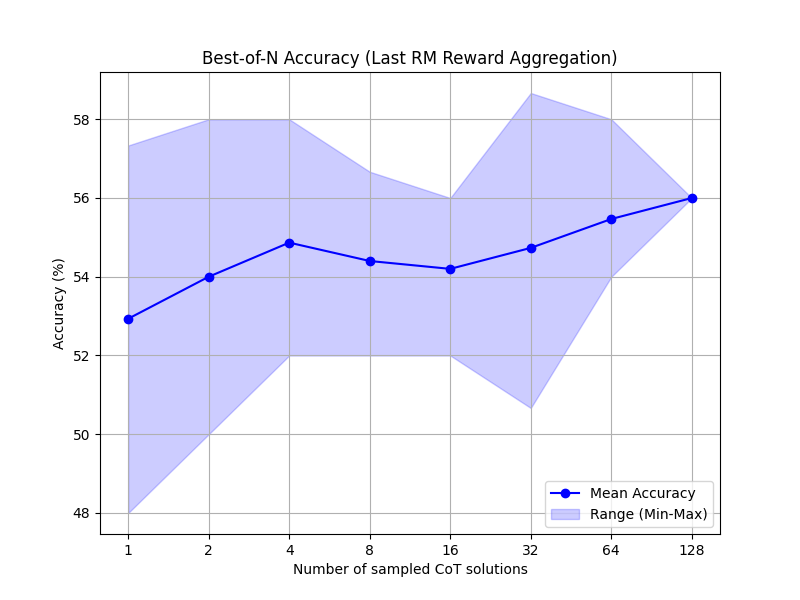 Best-of-N Accuracy (Last RM Reward Aggregation)
Accuracy (%)
58
56
54
52
50
48
1 2 4 8 16 32 64 128
Number of sampled CoT solutions
Mean Accuracy
Range (Min-Max)